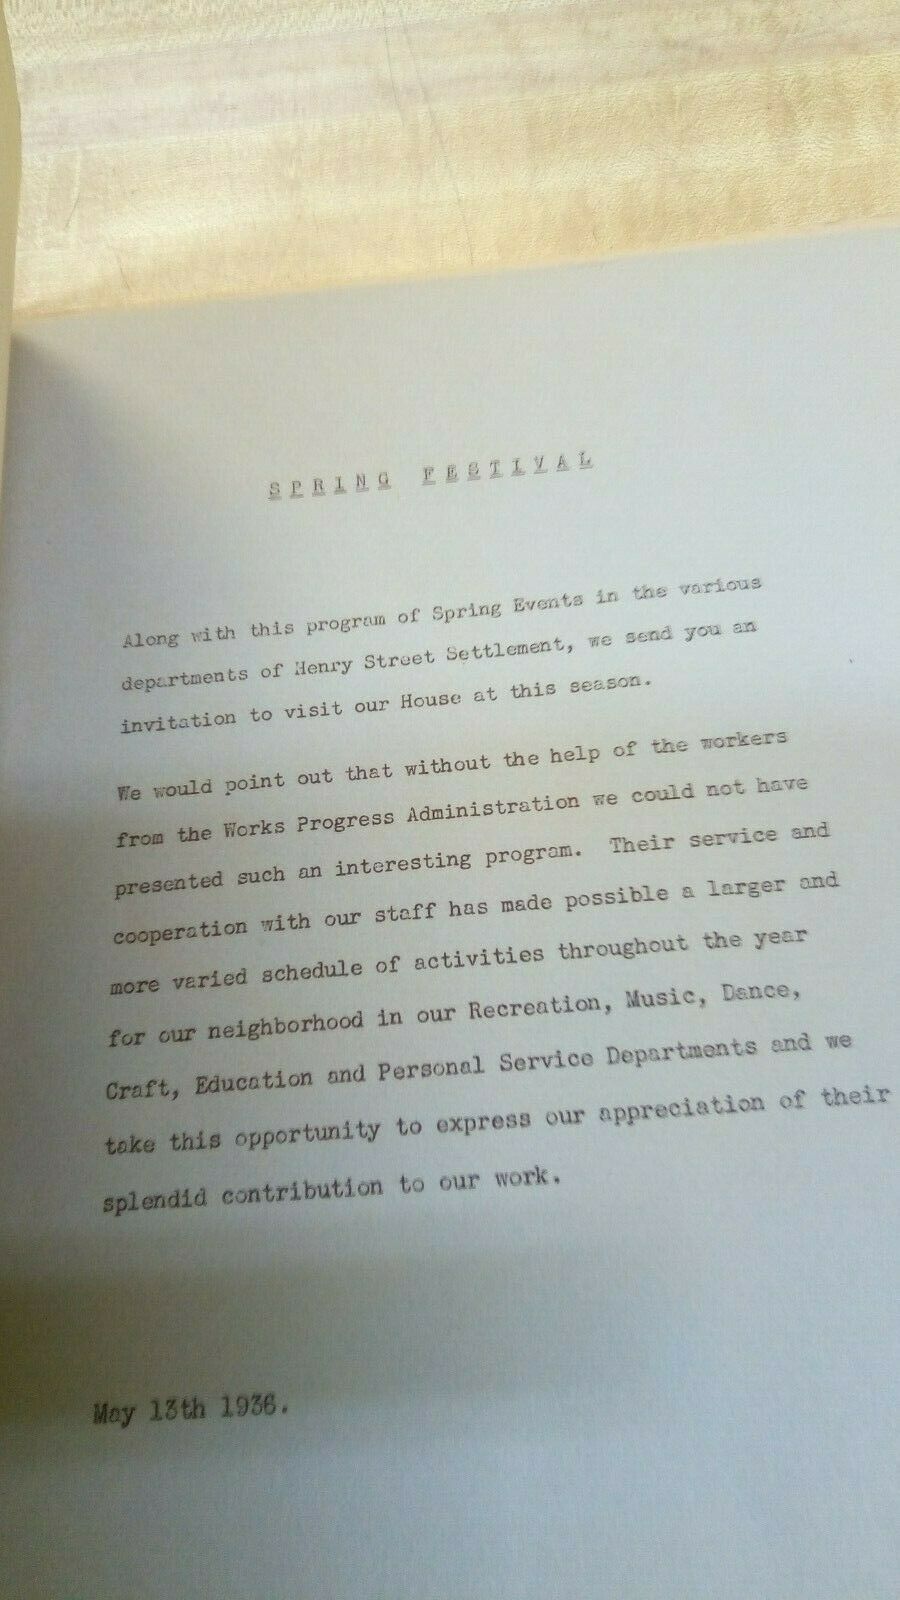 SPRING FESTIVAL
Along with this program of Spring Events in the various
departments of Henry Street Settlement, we send you an
invitation to visit our House at this season.
We would point out that without the help of the workers
from the Works Progress Administration we could not have
presented such an interesting program. Their service and
cooperation with our staff has made possible a larger and
more varied schedule of activities throughout the year
for our neighborhood in our Recreation, Music, Dance,
Craft, Education and Personal Service Departments and we
take this opportunity to express our appreciation of their
splendid contribution to our work.
May 13th 1936.